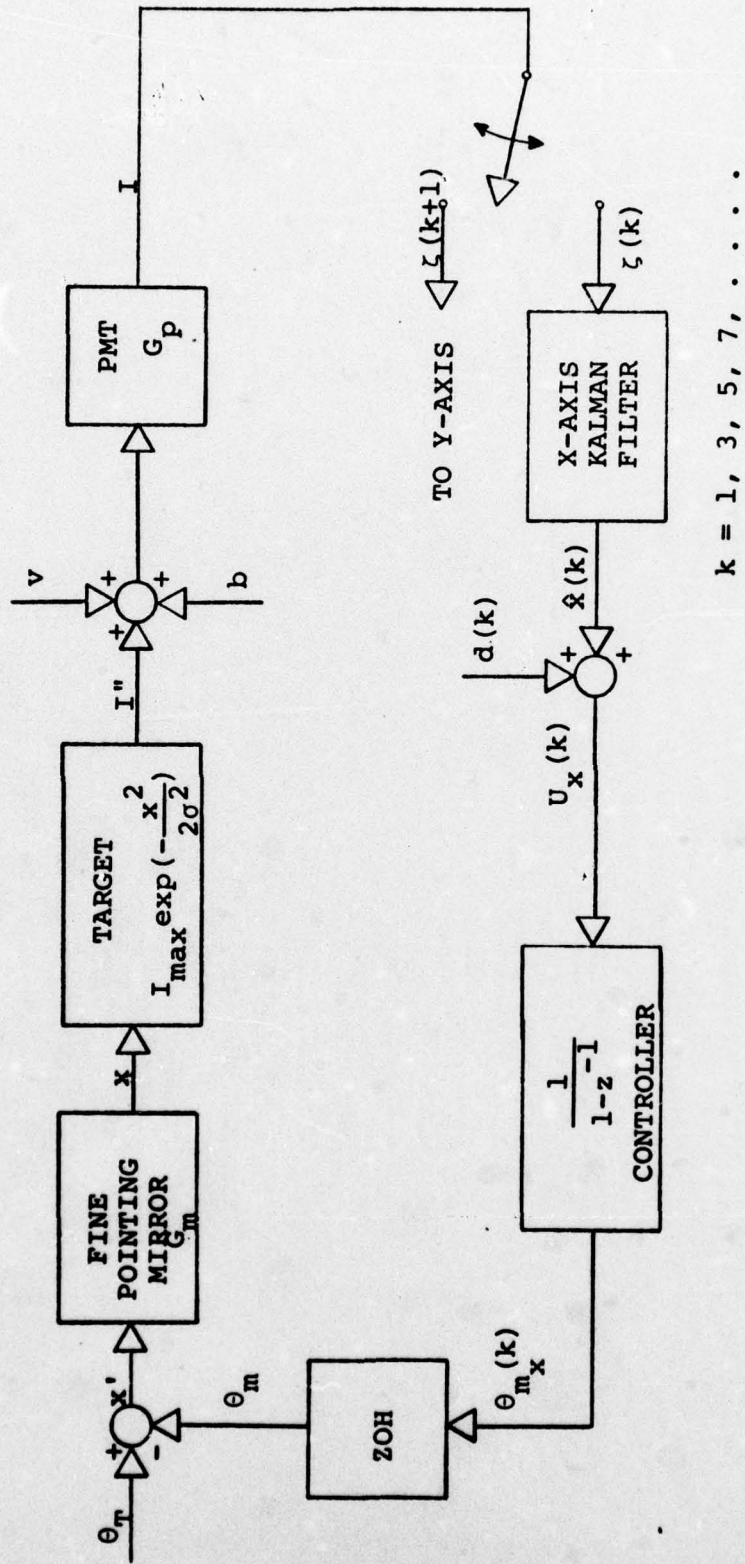 θ_T
+
-
x'
FINE
POINTING
MIRROR
G_m
x
TARGET
I_max exp(-x²/2σ²)
I"
v
+
+
+
b
PMT
G_p
I
ζ(k+1)
TO Y-AXIS
ζ(k)
X-AXIS
KALMAN
FILTER
x̂(k)
d(k)
+
+
U_x(k)
1/(1-z⁻¹)
CONTROLLER
θ_m_x(k)
ZOH
θ_m
k = 1, 3, 5, 7, . . . . .